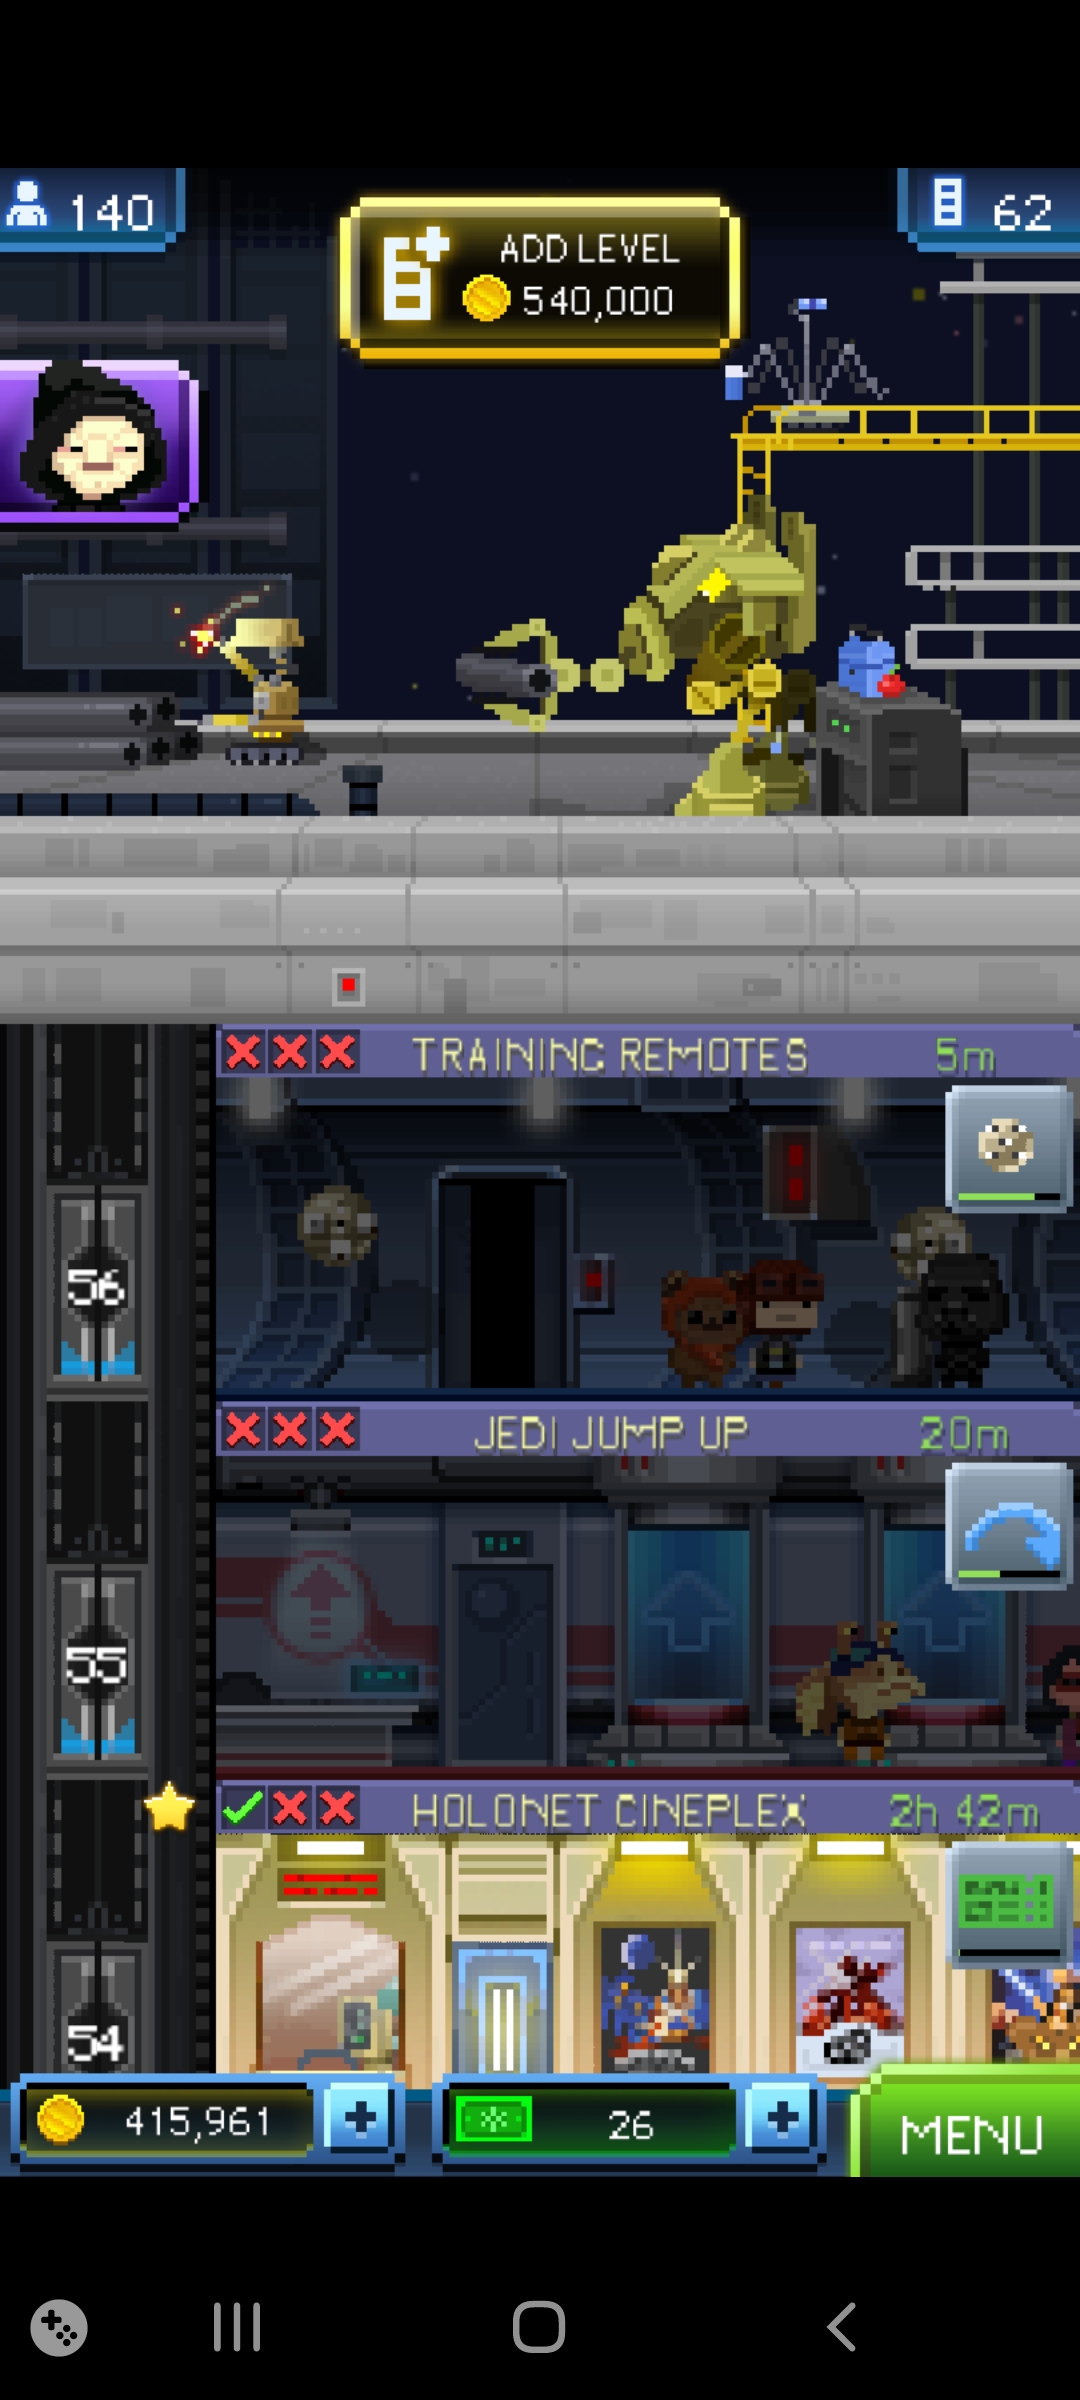 140
ADD LEVEL
540,000
62
TRAINING REMOTES 5m
56
JEDI JUMP UP 20m
55
HOLONET CINEPLEX 2h 42m
54
415,961
26
MENU